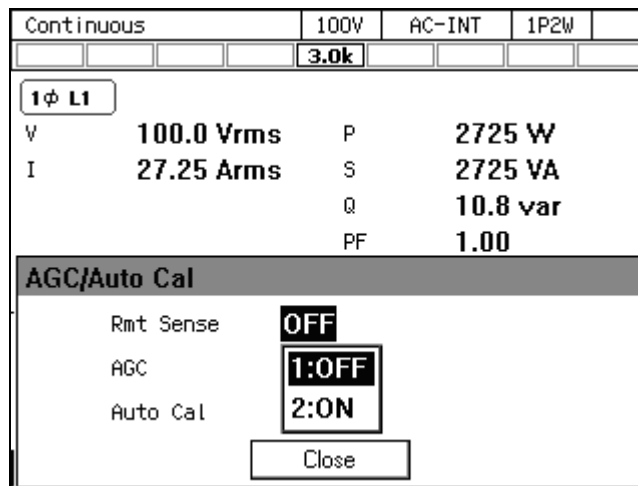 Continuous 100V AC-INT 1P2W
3.0k
1ϕ L1
V 100.0 Vrms P 2725 W
I 27.25 Arms S 2725 VA
Q 10.8 var
PF 1.00
AGC/Auto Cal
Rmt Sense OFF
AGC 1:OFF
Auto Cal 2:ON
Close